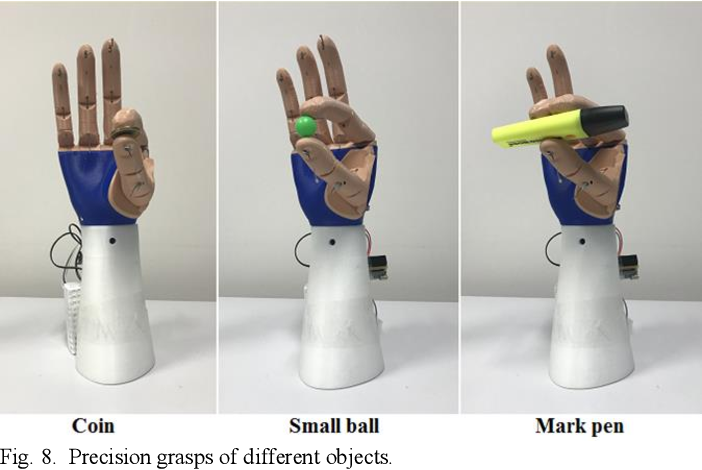 Coin
Small ball
Mark pen
Fig. 8. Precision grasps of different objects.